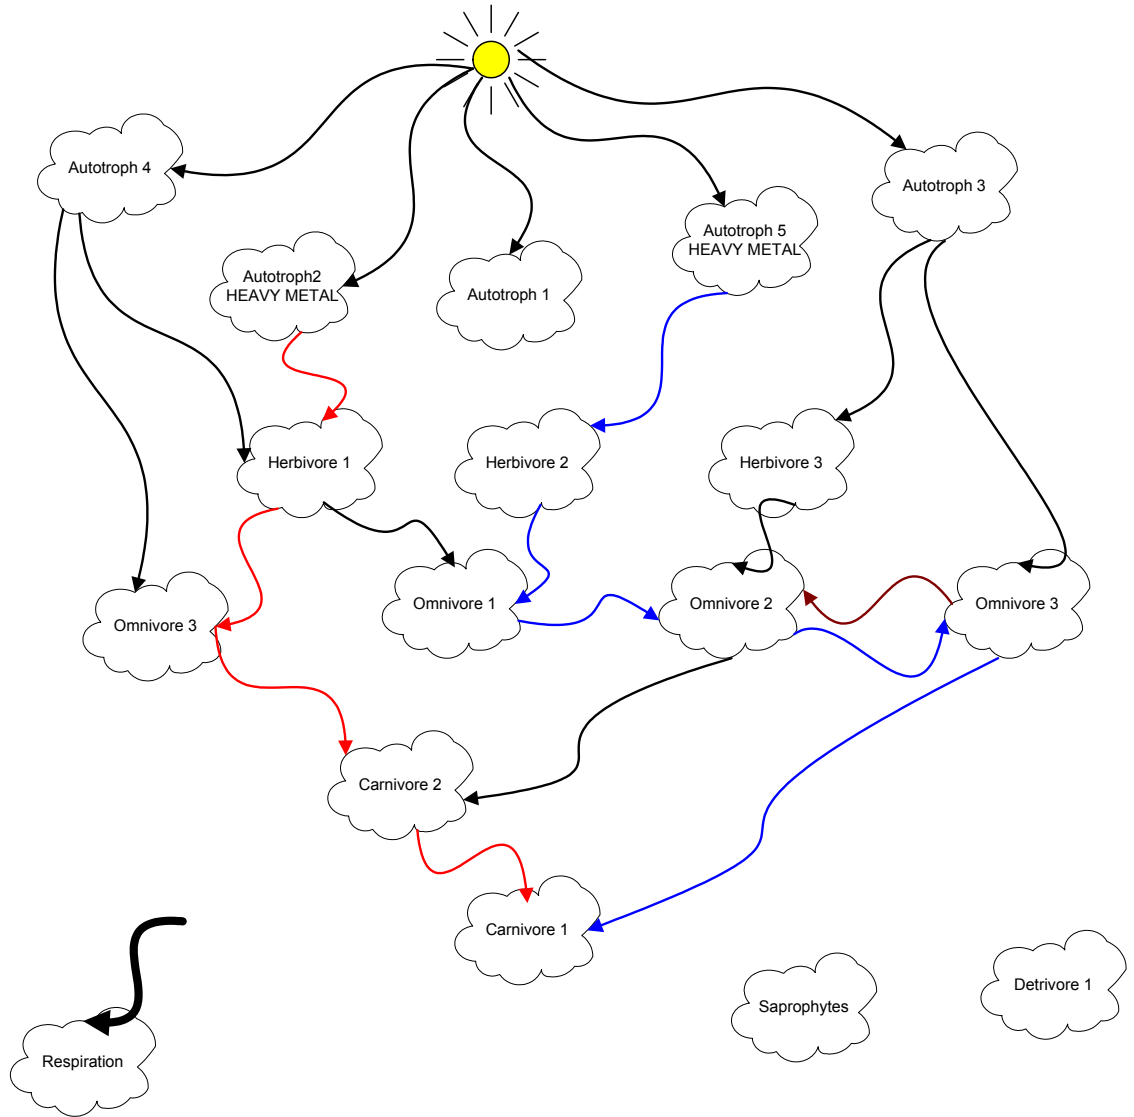 Autotroph 4
Autotroph 3
Autotroph 5
HEAVY METAL
Autotroph2
HEAVY METAL
Autotroph 1
Herbivore 1
Herbivore 2
Herbivore 3
Omnivore 3
Omnivore 1
Omnivore 2
Omnivore 3
Carnivore 2
Carnivore 1
Saprophytes
Detrivore 1
Respiration